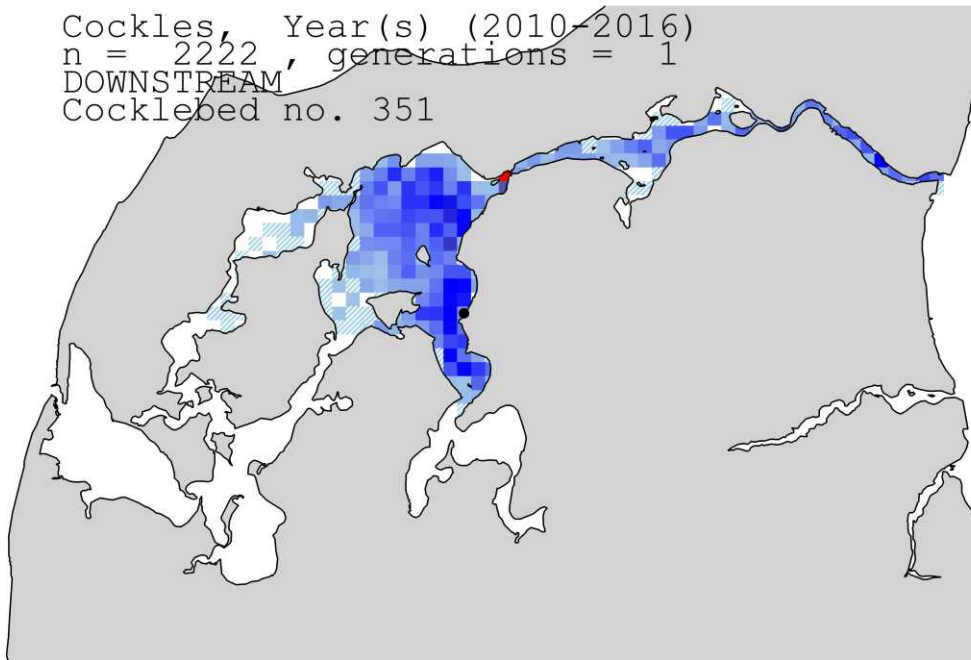 Cockles, Year(s) (2010-2016)
n = 2222 , generations = 1
DOWNSTREAM
Cocklebed no. 351